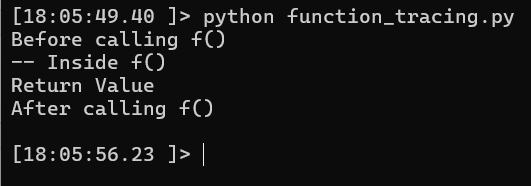 [18:05:49.40 ]> python function_tracing.py
Before calling f()
-- Inside f()
Return Value
After calling f()
[18:05:56.23 ]>